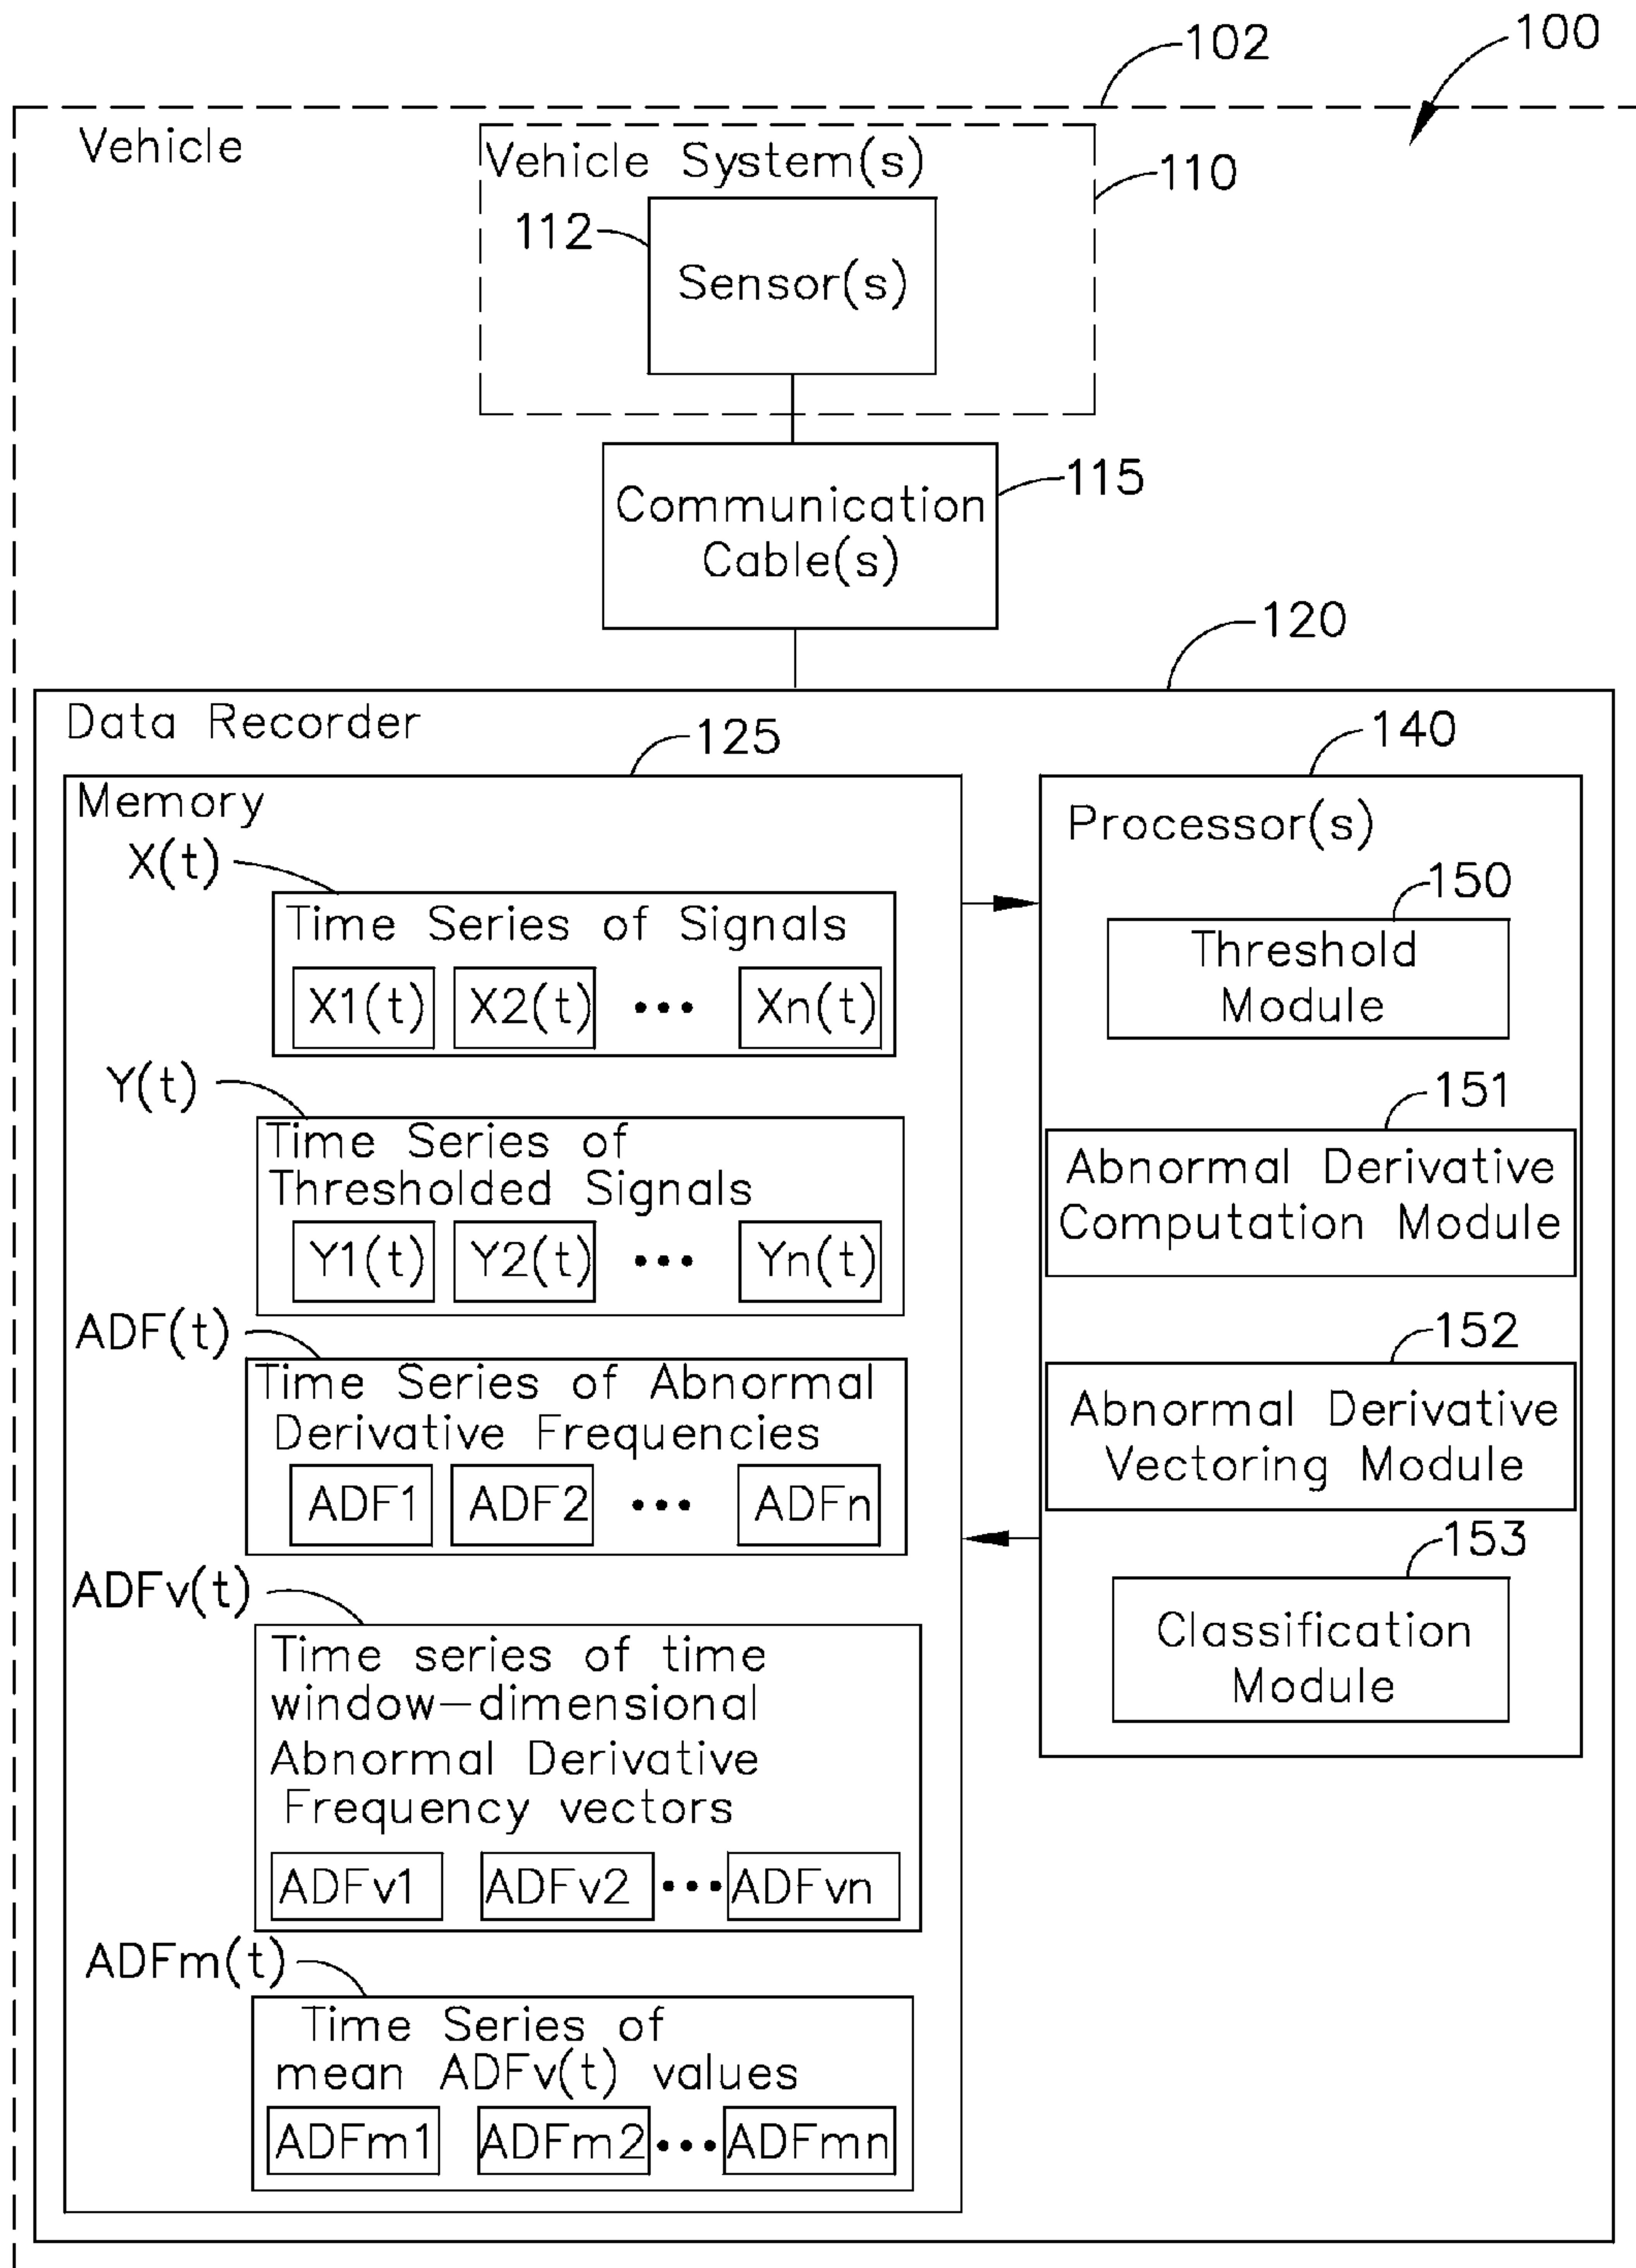 102
100
Vehicle
Vehicle System(s)
110
112
Sensor(s)
115
Communication
Cable(s)
120
Data Recorder
125
140
Memory
Processor(s)
X(t)
150
Time Series of Signals
X1(t) X2(t) ••• Xn(t)
Threshold
Module
Y(t)
151
Time Series of
Thresholded Signals
Y1(t) Y2(t) ••• Yn(t)
Abnormal Derivative
Computation Module
ADF(t)
152
Time Series of Abnormal
Derivative Frequencies
ADF1 ADF2 ••• ADFn
Abnormal Derivative
Vectoring Module
153
ADFv(t)
Time series of time
window-dimensional
Abnormal Derivative
Frequency vectors
ADFv1 ADFv2 ••• ADFvn
Classification
Module
ADFm(t)
Time Series of
mean ADFv(t) values
ADFm1 ADFm2 ••• ADFmn